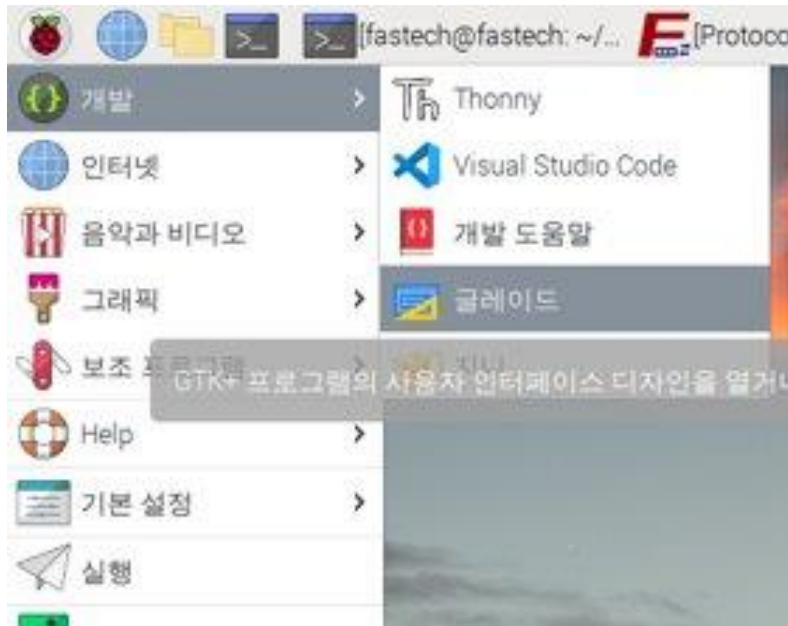 [fastech@fastech: ~/...
[Protoco
개발
인터넷
음악과 비디오
그래픽
보조 프로그램
Help
기본 설정
실행
Thonny
Visual Studio Code
개발 도움말
글레이드
지니
GTK+ 프로그램의 사용자 인터페이스 디자인을 열거나